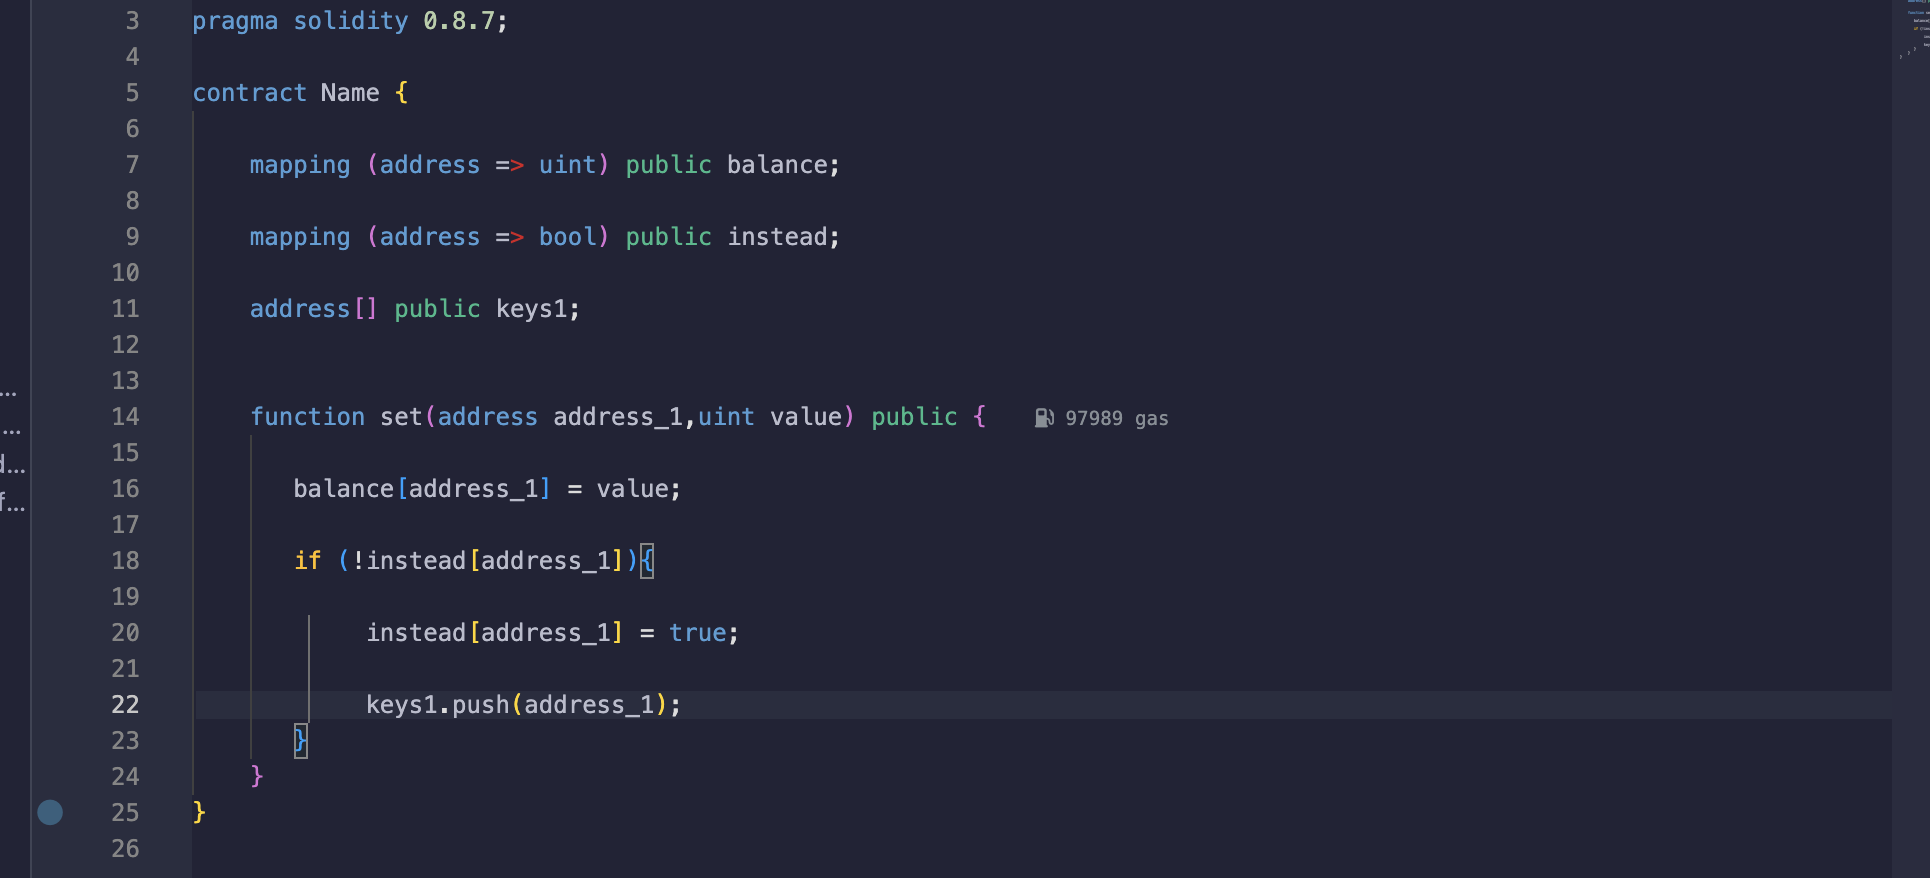 3 pragma solidity 0.8.7;
4
5 contract Name {
6
7 mapping (address => uint) public balance;
8
9 mapping (address => bool) public instead;
10
11 address[] public keys1;
12
13
14 function set(address address_1,uint value) public { 97989 gas
15
16 balance[address_1] = value;
17
18 if (!instead[address_1]){
19
20 instead[address_1] = true;
21
22 keys1.push(address_1);
23 }
24 }
25 }
26